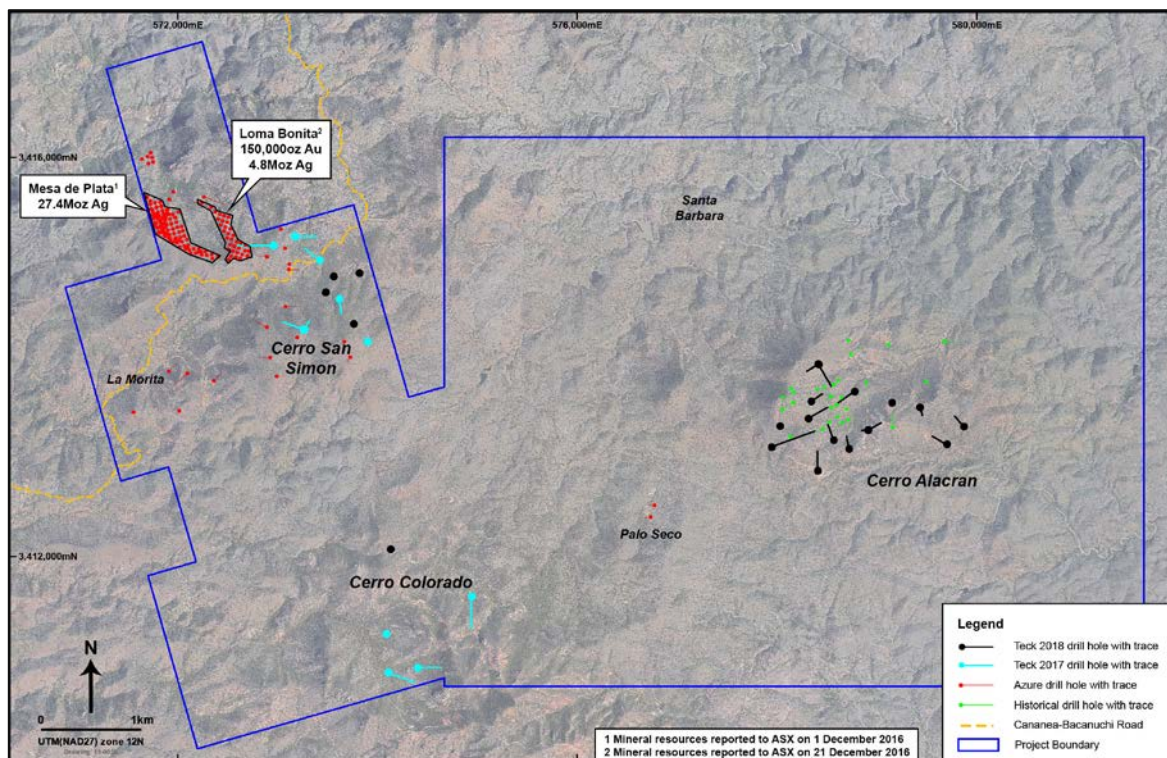 572,000mE
576,000mE
580,000mE
3,416,000mN
3,412,000mN
Loma Bonita²
150,000oz Au
4.8Moz Ag
Mesa de Plata¹
27.4Moz Ag
Santa
Barbara
Cerro San
Simon
La Morita
Cerro Alacran
Palo Seco
Cerro Colorado
N
0
1km
UTM(NAD27) zone 12N
1 Mineral resources reported to ASX on 1 December 2016
2 Mineral resources reported to ASX on 21 December 2016
Legend
Teck 2018 drill hole with trace
Teck 2017 drill hole with trace
Azure drill hole with trace
Historical drill hole with trace
Cananea-Bacanuchi Road
Project Boundary